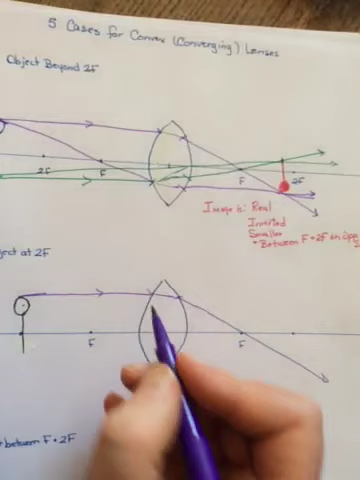 5 Cases for Convex (Converging) Lenses
Object Beyond 2F
2F
F
F
2F
Image is: Real
Inverted
Smaller
* Between F + 2F on
ject at 2F
F
F
between F + 2F